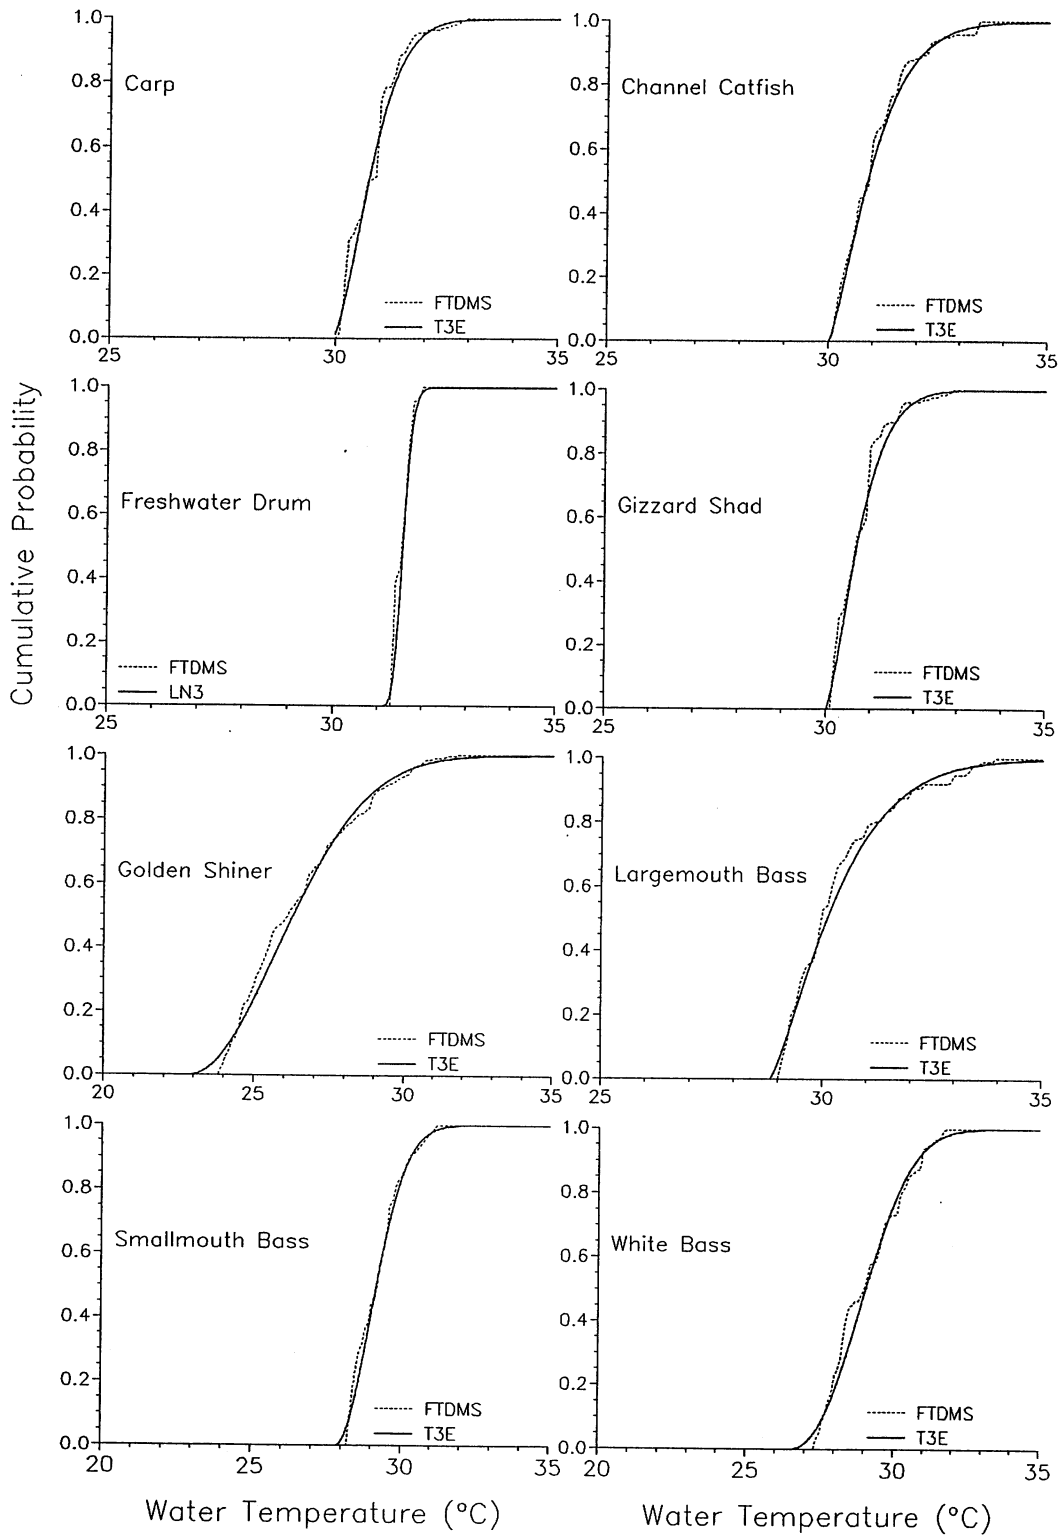 1.0
0.8
0.6
0.4
0.2
0.0
Carp
FTDMS
T3E
25 30 35
1.0
0.8
0.6
0.4
0.2
0.0
Channel Catfish
FTDMS
T3E
25 30 35
Cumulative Probability
1.0
0.8
0.6
0.4
0.2
0.0
Freshwater Drum
FTDMS
LN3
25 30 35
1.0
0.8
0.6
0.4
0.2
0.0
Gizzard Shad
FTDMS
T3E
25 30 35
1.0
0.8
0.6
0.4
0.2
0.0
Golden Shiner
FTDMS
T3E
20 25 30 35
1.0
0.8
0.6
0.4
0.2
0.0
Largemouth Bass
FTDMS
T3E
25 30 35
1.0
0.8
0.6
0.4
0.2
0.0
Smallmouth Bass
FTDMS
T3E
20 25 30 35
Water Temperature (°C)
1.0
0.8
0.6
0.4
0.2
0.0
White Bass
FTDMS
T3E
20 25 30 35
Water Temperature (°C)